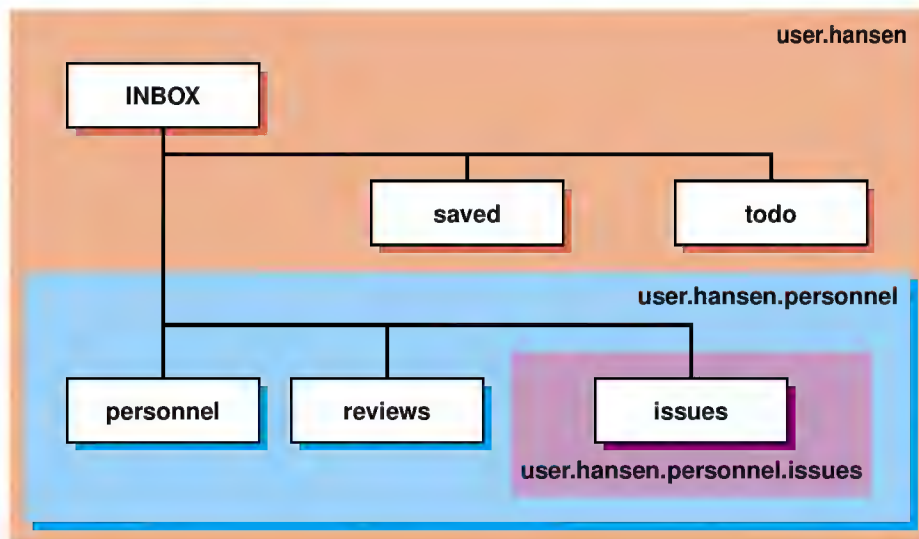 user.hansen
INBOX
saved
todo
user.hansen.personnel
personnel
reviews
issues
user.hansen.personnel.issues